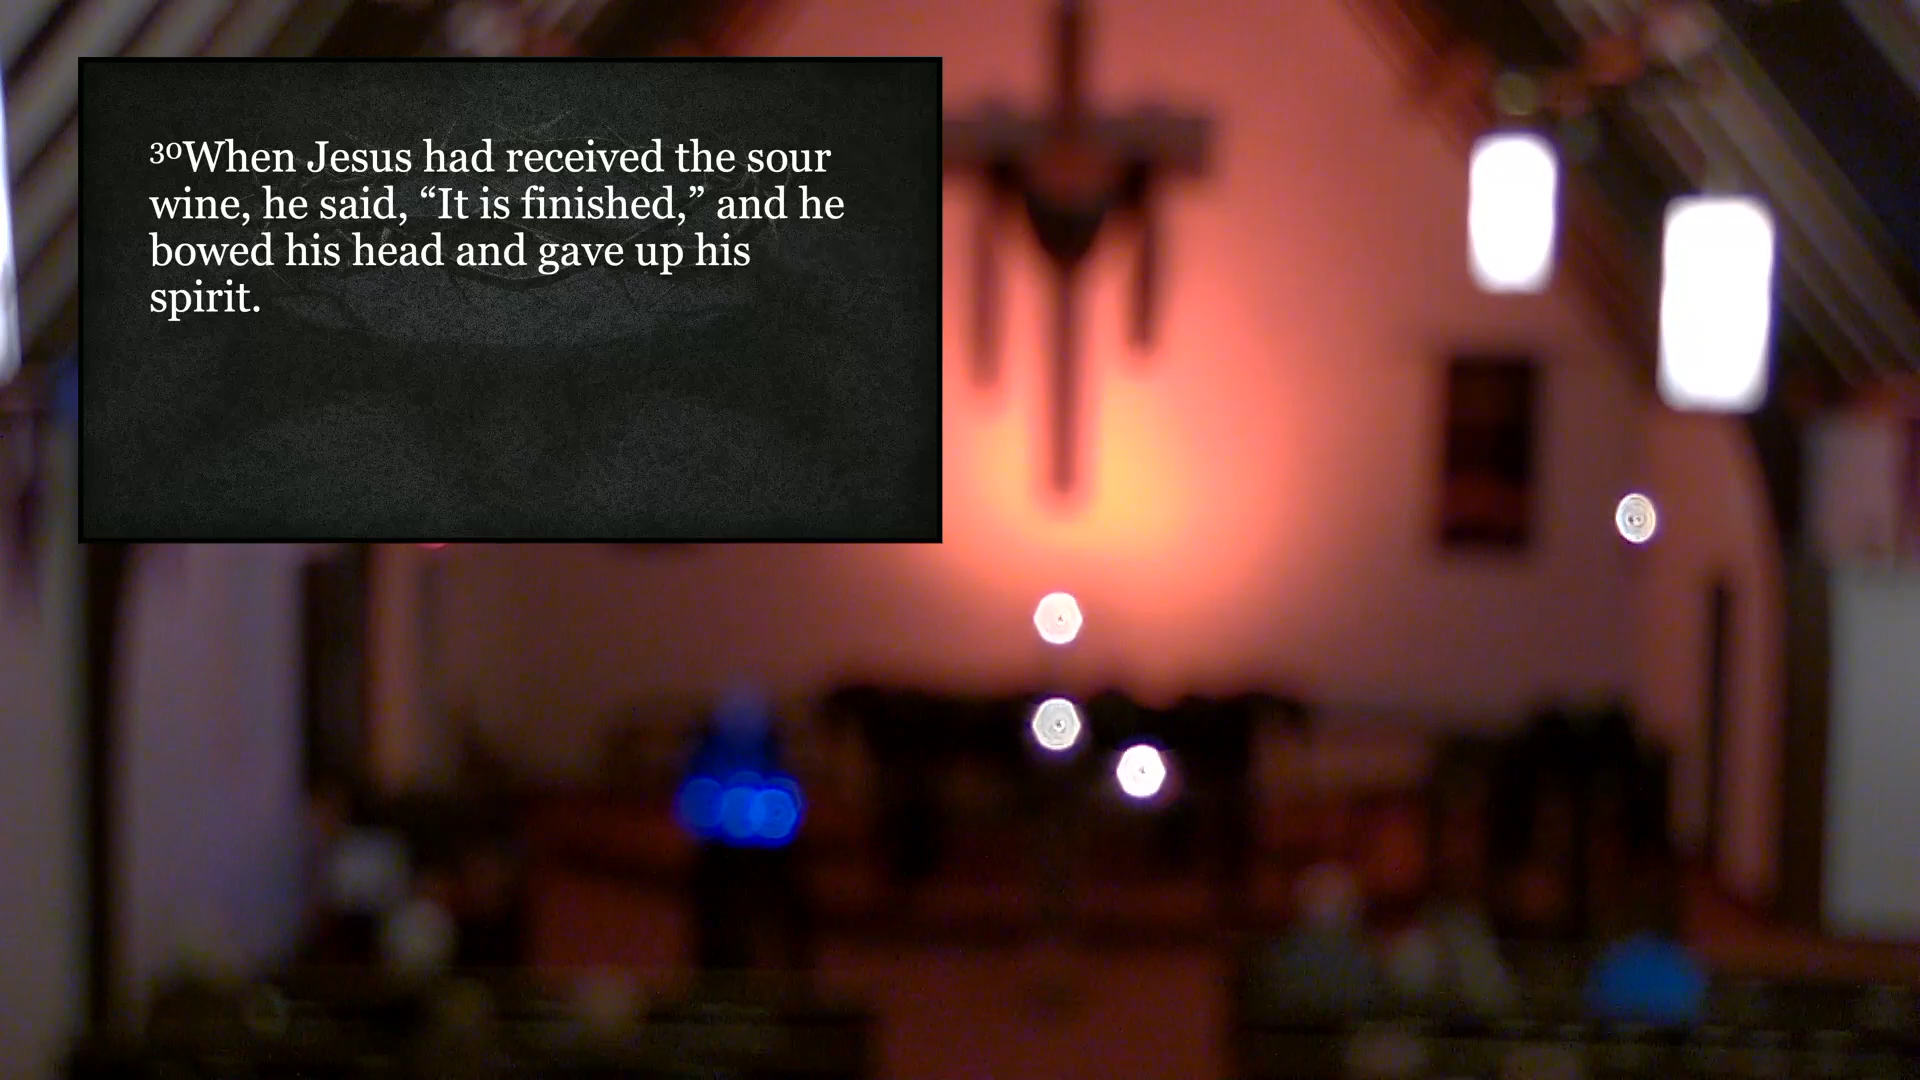 ³⁰When Jesus had received the sour
wine, he said, “It is finished,” and he
bowed his head and gave up his
spirit.